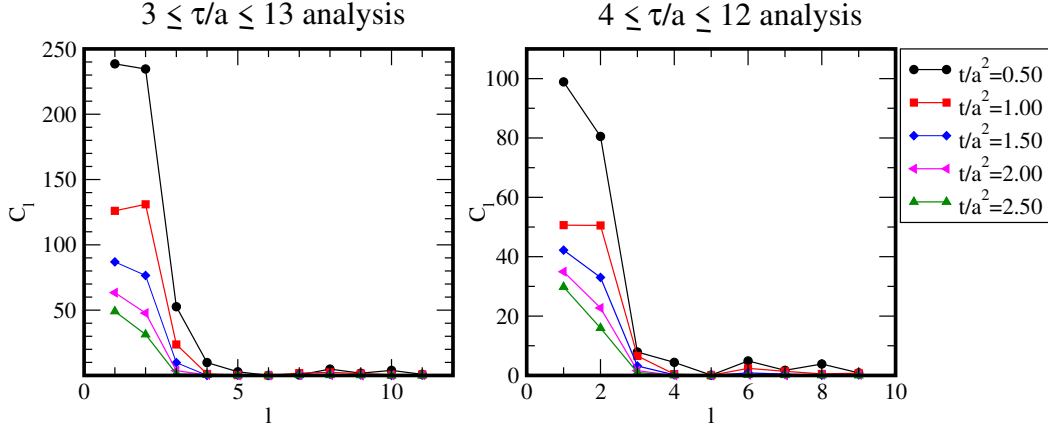 3 ≤ τ/a ≤ 13 analysis
4 ≤ τ/a ≤ 12 analysis
250
200
150
100
50
C_l
0
5
10
l
100
80
60
40
20
0
C_l
0
2
4
6
8
10
l
t/a²=0.50
t/a²=1.00
t/a²=1.50
t/a²=2.00
t/a²=2.50